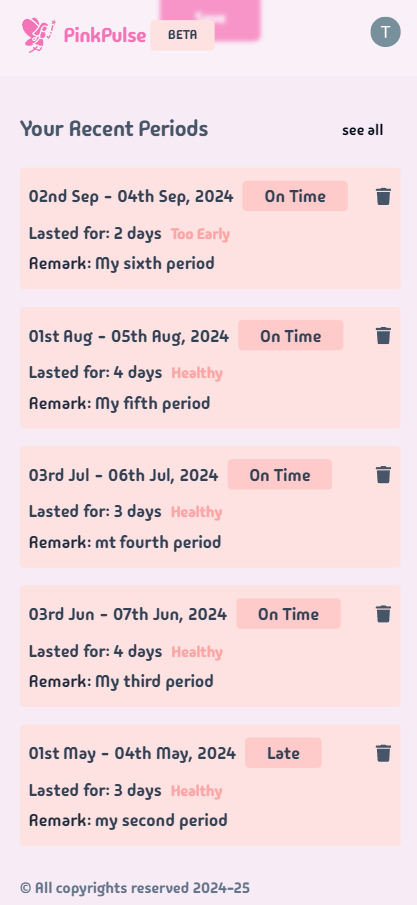 PinkPulse BETA T
Your Recent Periods see all
02nd Sep - 04th Sep, 2024 On Time
Lasted for: 2 days Too Early
Remark: My sixth period
01st Aug - 05th Aug, 2024 On Time
Lasted for: 4 days Healthy
Remark: My fifth period
03rd Jul - 06th Jul, 2024 On Time
Lasted for: 3 days Healthy
Remark: mt fourth period
03rd Jun - 07th Jun, 2024 On Time
Lasted for: 4 days Healthy
Remark: My third period
01st May - 04th May, 2024 Late
Lasted for: 3 days Healthy
Remark: my second period
© All copyrights reserved 2024-25